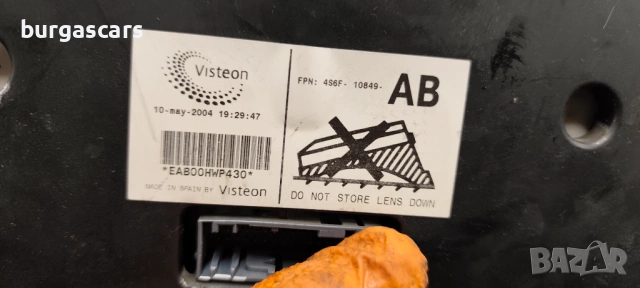 burgascars
Visteon
10-may-2004 19:29:47
*EAB00HWP430*
MADE IN SPAIN BY Visteon
FPN: 4S6F- 10849- AB
DO NOT STORE LENS DOWN
BAZAR